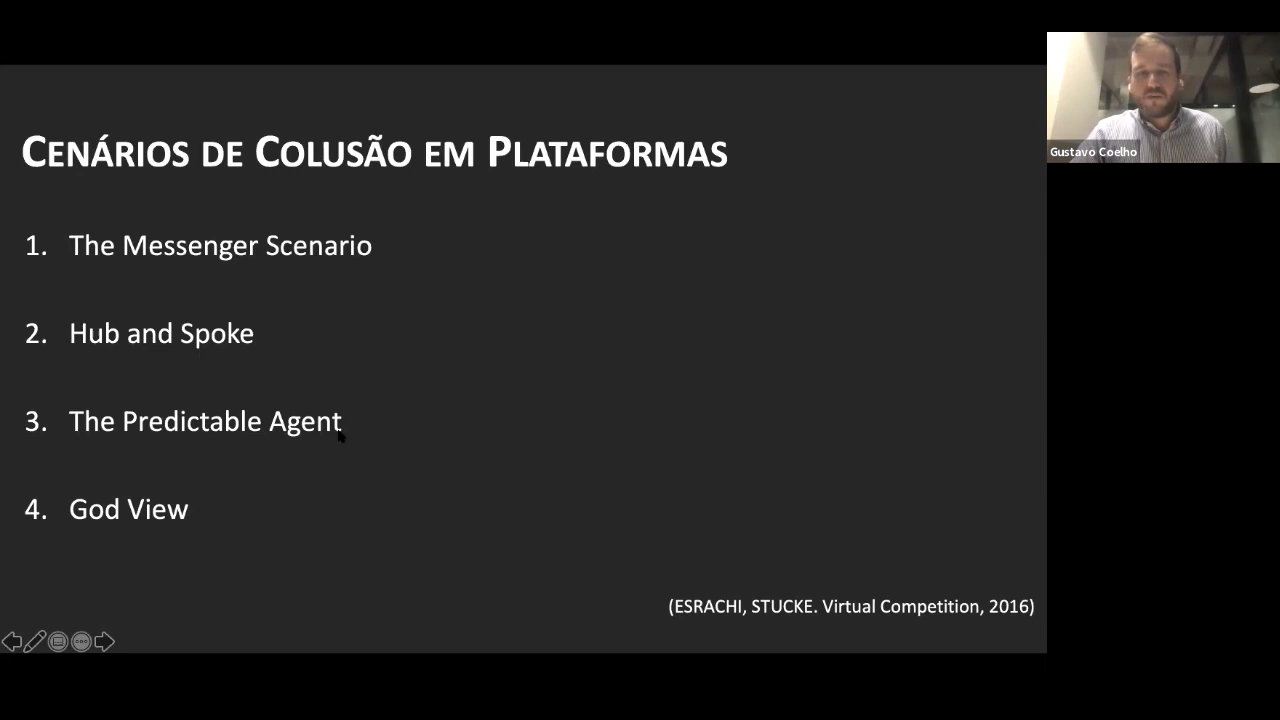 CENÁRIOS DE COLUSÃO EM PLATAFORMAS
1. The Messenger Scenario
2. Hub and Spoke
3. The Predictable Agent
4. God View
(ESRACHI, STUCKE. Virtual Competition, 2016)
Gustavo Coelho